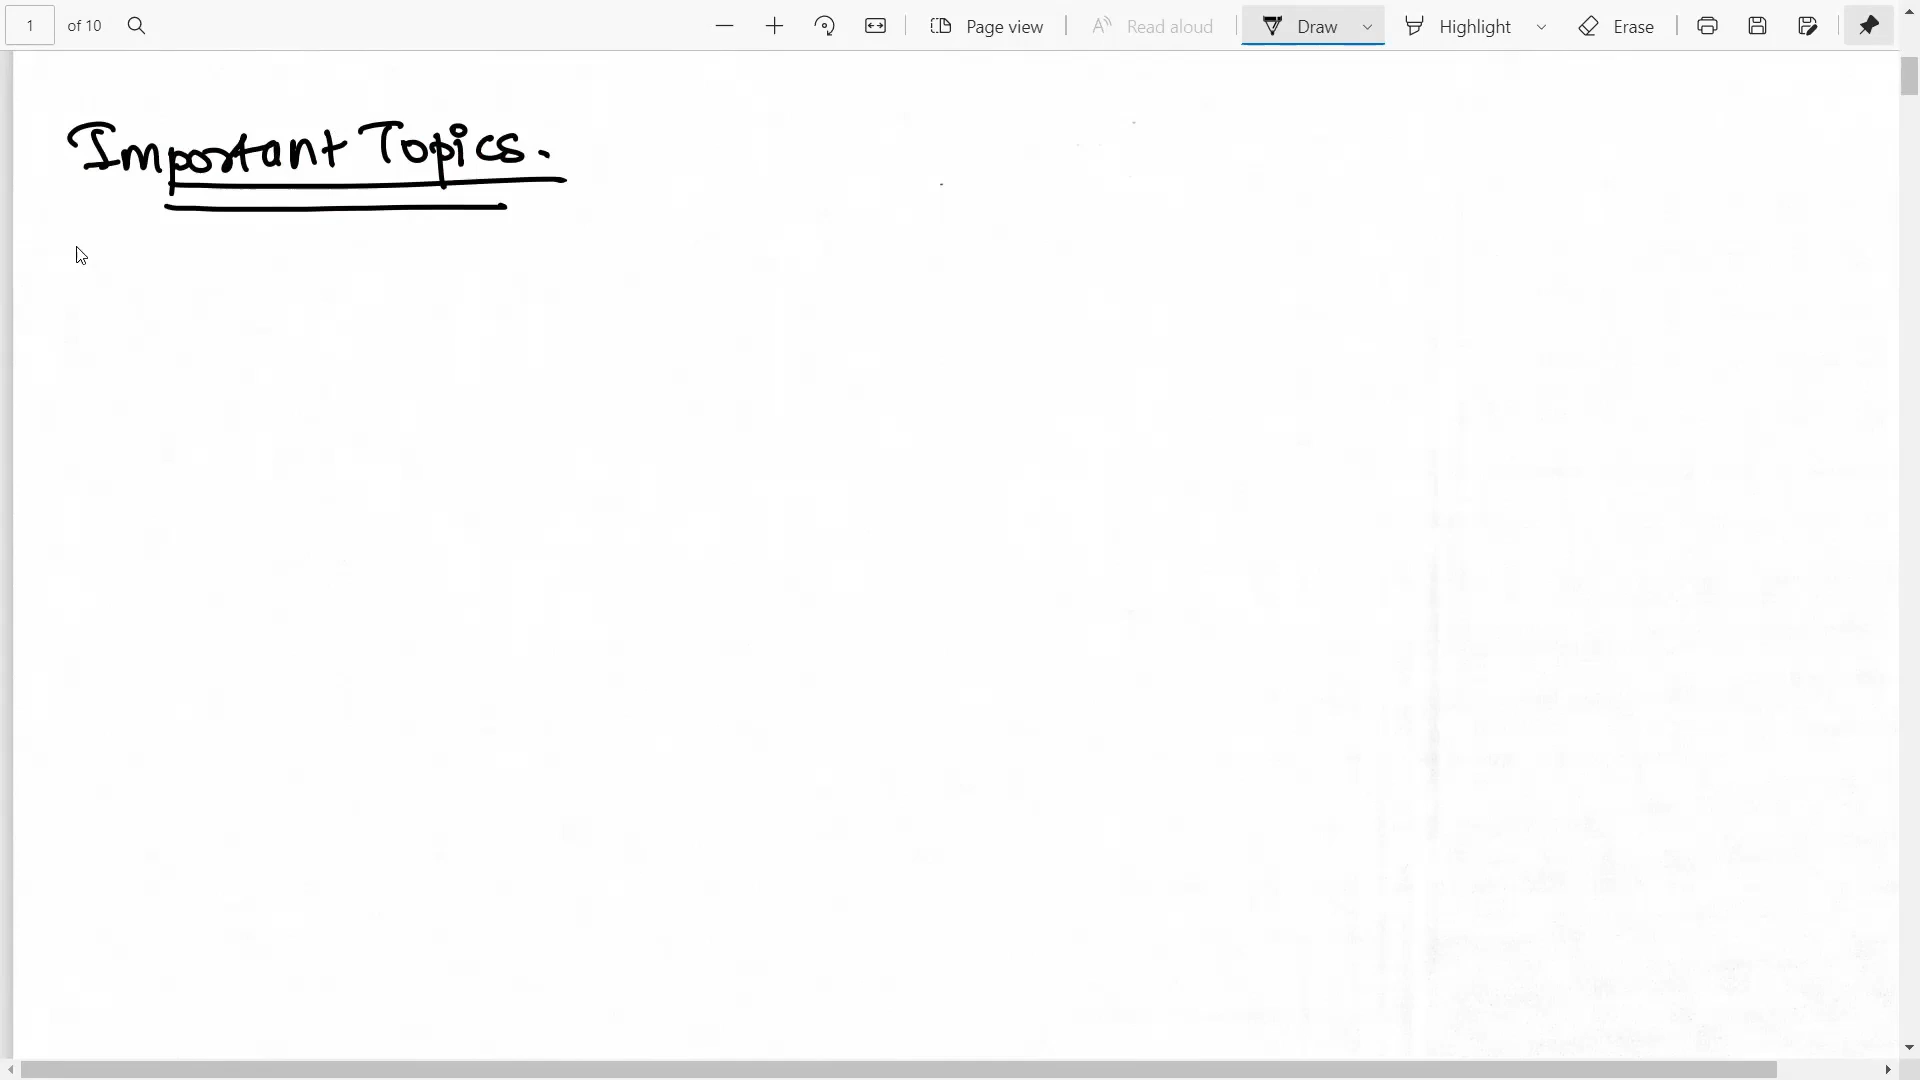 1 of 10 Page view Read aloud Draw Highlight Erase
Important Topics.